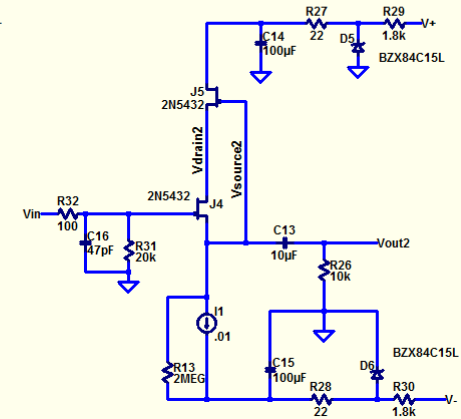 R27
R29
V+
C14
22
D5
1.8k
100µF
BZX84C15L
J5
2N5432
Vdrain2
Vsource2
2N5432
R32
J4
Vin
100
C16
R31
C13
Vout2
47pF
20k
10µF
R26
10k
I1
.01
BZX84C15L
R13
C15
D6
2MEG
100µF
R28
R30
V-
22
1.8k